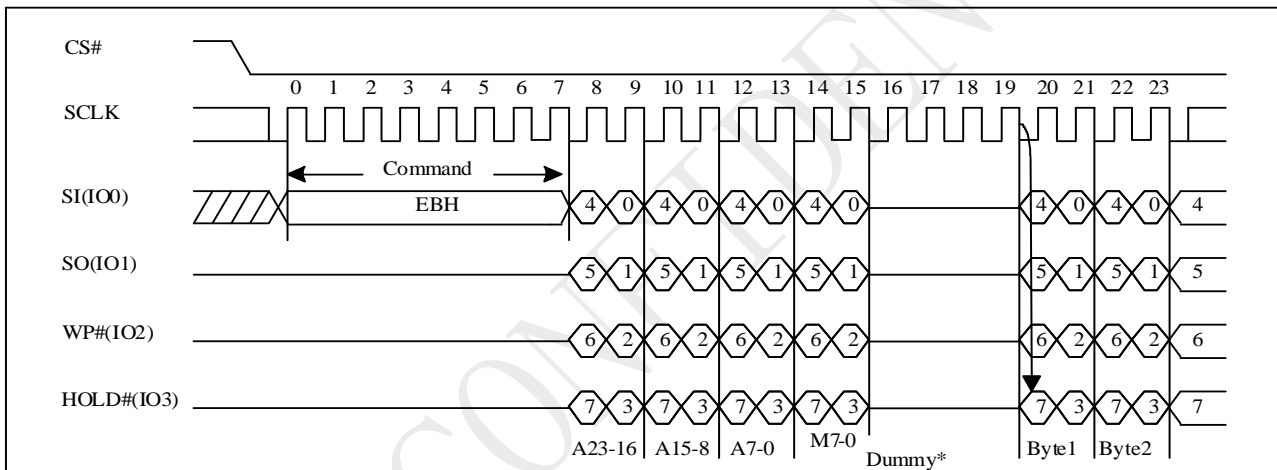 CS#
0 1 2 3 4 5 6 7 8 9 10 11 12 13 14 15 16 17 18 19 20 21 22 23
SCLK
Command
SI(IO0) EBH 4 0 4 0 4 0 4 0 4 0 4 0 4
SO(IO1) 5 1 5 1 5 1 5 1 5 1 5 1 5
WP#(IO2) 6 2 6 2 6 2 6 2 6 2 6 2 6
HOLD#(IO3) 7 3 7 3 7 3 7 3 7 3 7 3 7
A23-16 A15-8 A7-0 M7-0 Dummy* Byte1 Byte2
CONFIDEN